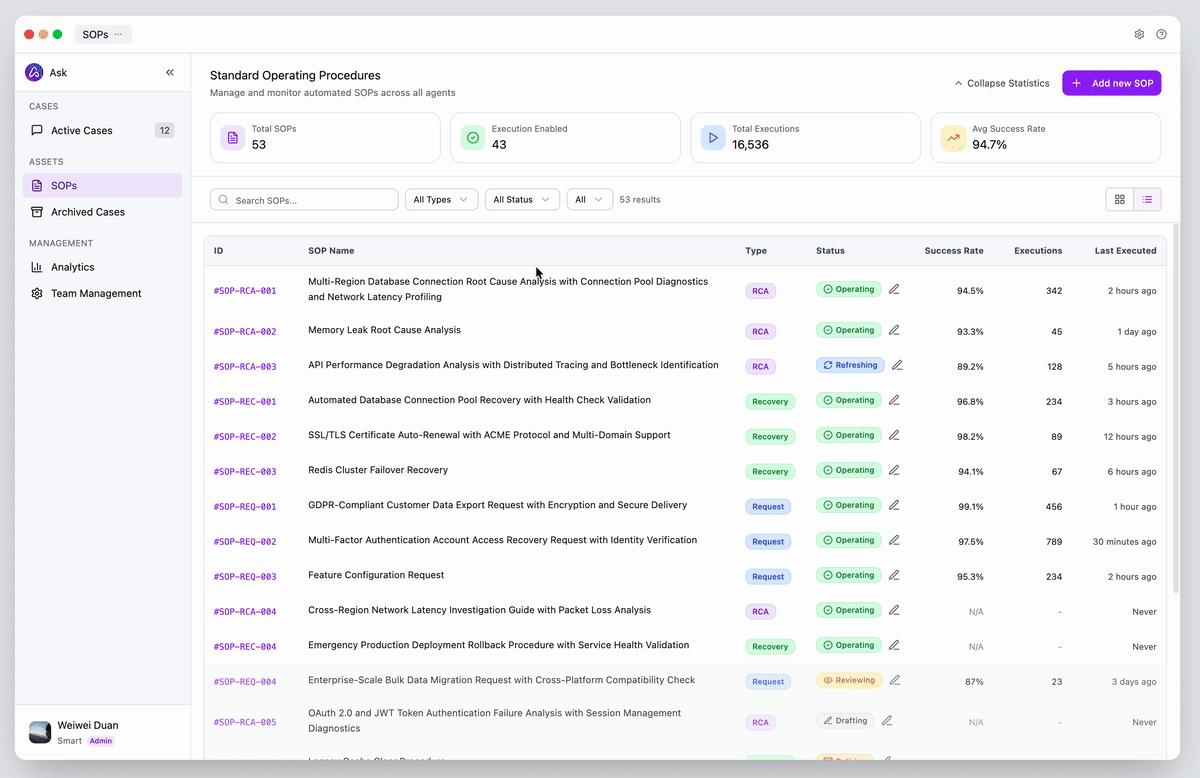 SOPs ···
Ask
CASES
Active Cases 12
ASSETS
SOPs
Archived Cases
MANAGEMENT
Analytics
Team Management
Weiwei Duan
Smart Admin
Standard Operating Procedures
Manage and monitor automated SOPs across all agents
Collapse Statistics
+ Add new SOP
Total SOPs
53
Execution Enabled
43
Total Executions
16,536
Avg Success Rate
94.7%
Search SOPs... All Types All Status All 53 results
ID SOP Name Type Status Success Rate Executions Last Executed
#SOP-RCA-001 Multi-Region Database Connection Root Cause Analysis with Connection Pool Diagnostics
and Network Latency Profiling RCA Operating 94.5% 342 2 hours ago
#SOP-RCA-002 Memory Leak Root Cause Analysis RCA Operating 93.3% 45 1 day ago
#SOP-RCA-003 API Performance Degradation Analysis with Distributed Tracing and Bottleneck Identification RCA Refreshing 89.2% 128 5 hours ago
#SOP-REC-001 Automated Database Connection Pool Recovery with Health Check Validation Recovery Operating 96.8% 234 3 hours ago
#SOP-REC-002 SSL/TLS Certificate Auto-Renewal with ACME Protocol and Multi-Domain Support Recovery Operating 98.2% 89 12 hours ago
#SOP-REC-003 Redis Cluster Failover Recovery Recovery Operating 94.1% 67 6 hours ago
#SOP-REQ-001 GDPR-Compliant Customer Data Export Request with Encryption and Secure Delivery Request Operating 99.1% 456 1 hour ago
#SOP-REQ-002 Multi-Factor Authentication Account Access Recovery Request with Identity Verification Request Operating 97.5% 789 30 minutes ago
#SOP-REQ-003 Feature Configuration Request Request Operating 95.3% 234 2 hours ago
#SOP-RCA-004 Cross-Region Network Latency Investigation Guide with Packet Loss Analysis RCA Operating N/A - Never
#SOP-REC-004 Emergency Production Deployment Rollback Procedure with Service Health Validation Recovery Operating N/A - Never
#SOP-REQ-004 Enterprise-Scale Bulk Data Migration Request with Cross-Platform Compatibility Check Request Reviewing 87% 23 3 days ago
#SOP-RCA-005 OAuth 2.0 and JWT Token Authentication Failure Analysis with Session Management
Diagnostics RCA Drafting N/A - Never